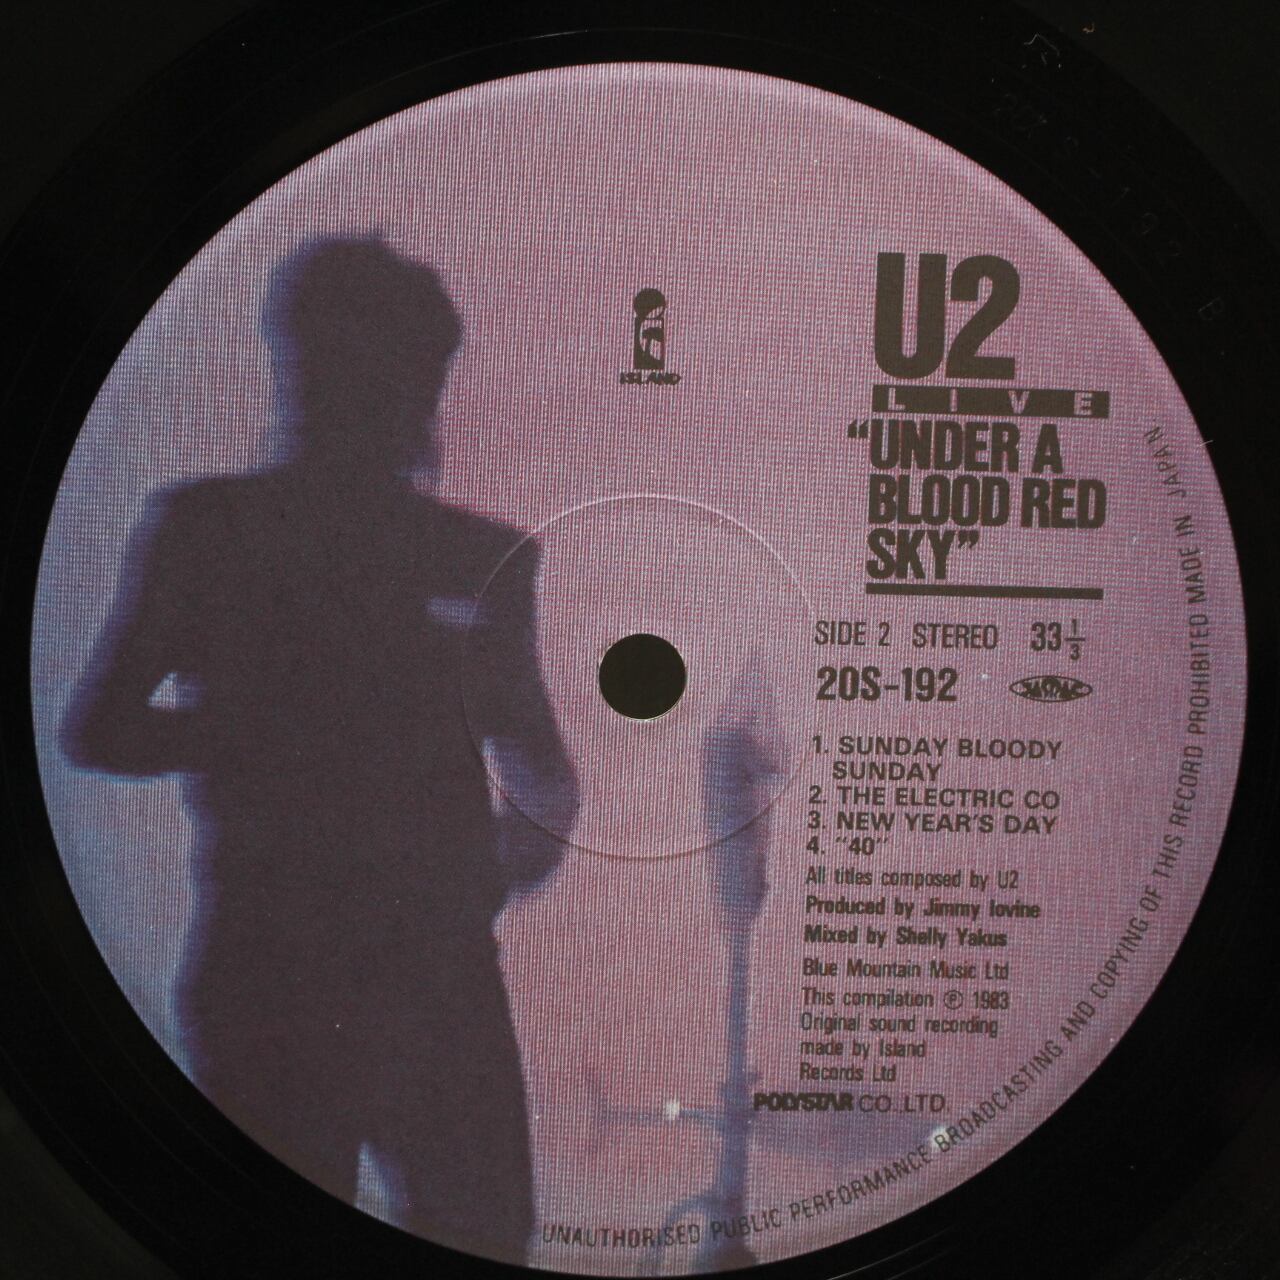 ISLAND
U2
LIVE
“UNDER A
BLOOD RED
SKY”
SIDE 2 STEREO 33 1/3
20S-192
1. SUNDAY BLOODY
SUNDAY
2. THE ELECTRIC CO
3. NEW YEAR'S DAY
4. "40"
All titles composed by U2
Produced by Jimmy Iovine
Mixed by Shelly Yakus
Blue Mountain Music Ltd
This compilation ℗ 1983
Original sound recording
made by Island
Records Ltd
POLYSTAR CO.,LTD
UNAUTHORISED PUBLIC PERFORMANCE BROADCASTING AND COPYING OF THIS RECORD PROHIBITED MADE IN JAPAN